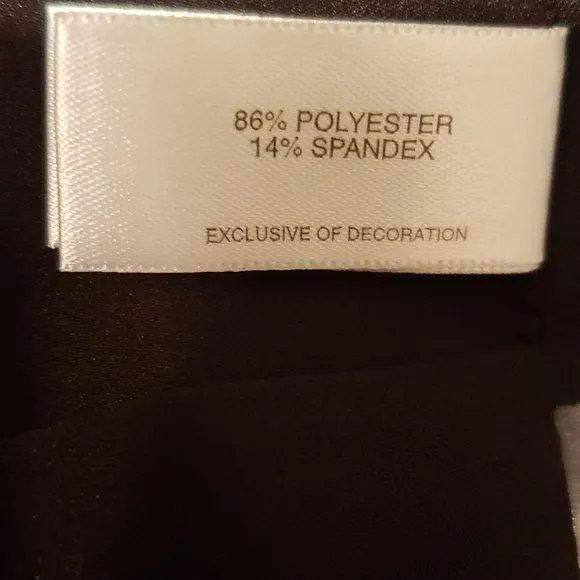 86% POLYESTER
14% SPANDEX
EXCLUSIVE OF DECORATION